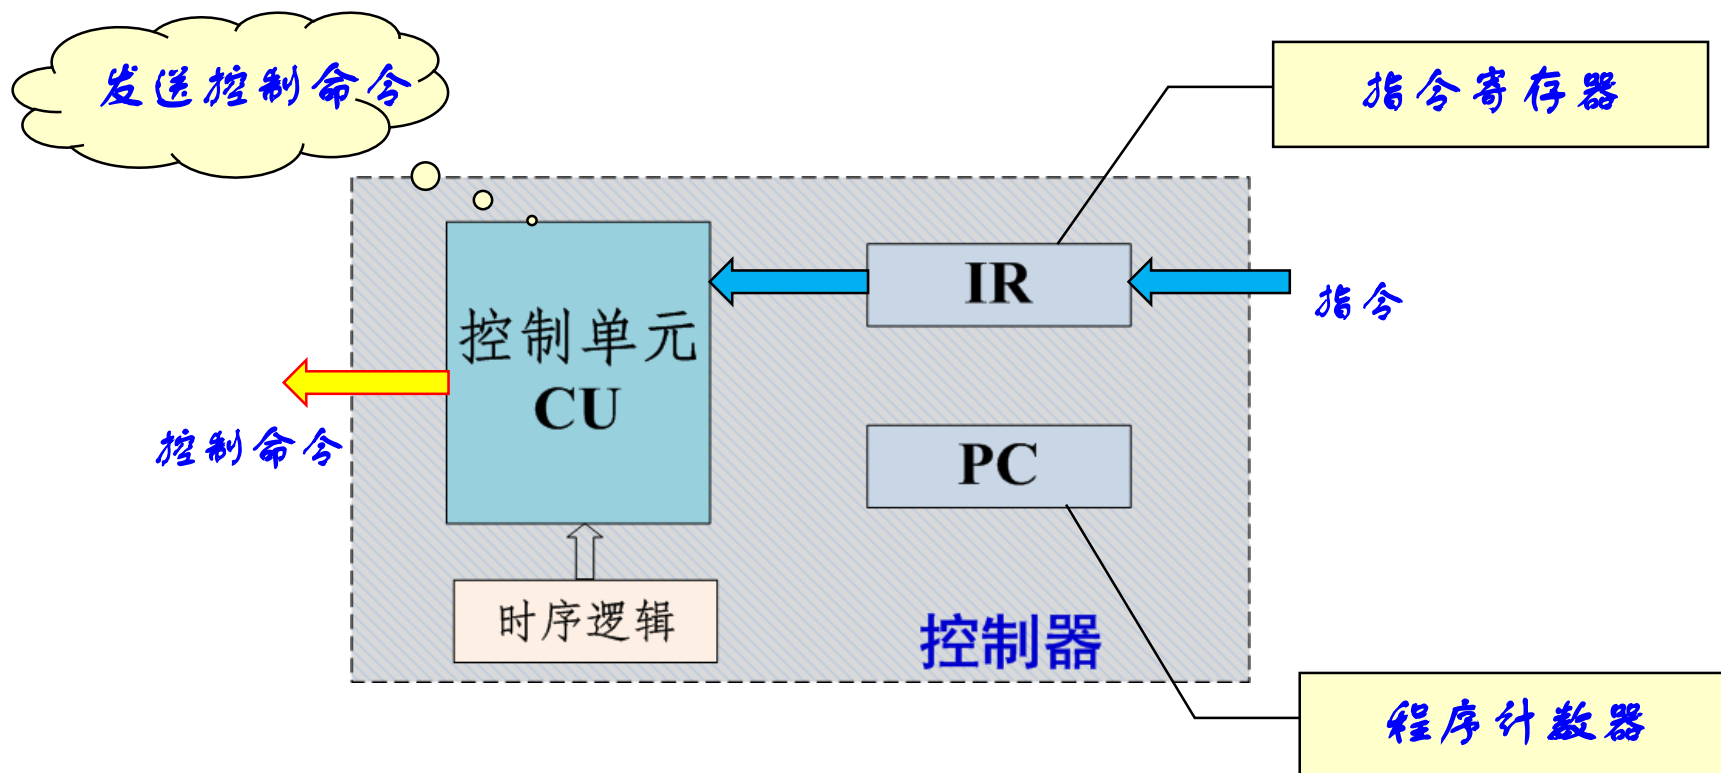 发送控制命令
指令寄存器
IR
指令
控制单元
CU
控制命令
PC
时序逻辑
控制器
程序计数器